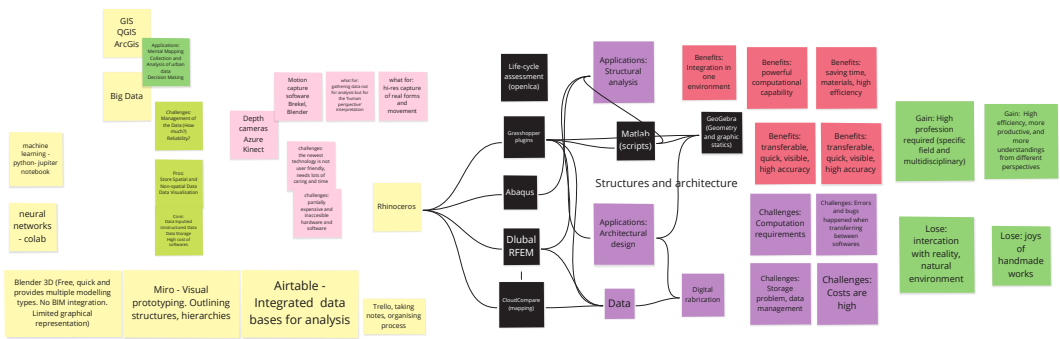 GIS
QGIS
ArcGis
Applications:
Mental Mapping
Collection and
Analysis of urban
data
Decision Making
Big Data
Challenges:
Management of
the Data (How
much?)
Reliability?
Pros:
Store Spatial and
Non-spatial Data
Data Visualization
Cons:
Data Inputted
Unstructured Data
Data Storage
High cost of
softwares
machine
learning -
python- jupiter
notebook
neural
networks
- colab
Depth
cameras
Azure
Kinect
Motion
capture
software
Brekel,
Blender
what for:
gathering data not
for analysis but for
the 'human
perspective'
interpretation
what for:
hi-res capture
of real forms
and
movement
challenges:
the newest
technology is not
user friendly,
needs lots of
caring and time
challenges:
partially
expensive and
inaccesible
hardware and
software
Blender 3D (Free, quick and
provides multiple modelling
types. No BIM integration.
Limited graphical
representation)
Miro - Visual
prototyping. Outlining
structures, hierarchies
Airtable -
Integrated data
bases for analysis
Trello, taking
notes, organising
process
Rhinoceros
Life-cycle
assessment
(openlca)
Grasshopper
plugins
Abaqus
Dlubal
RFEM
CloudCompare
(mapping)
Applications:
Structural
analysis
Matlab
(scripts)
Structures and architecture
Applications:
Architectural
design
Data
Digital
fabrication
GeoGebra
(Geometry
and graphic
statics)
Benefits:
Integration in
one
environment
Benefits:
powerful
computational
capability
Benefits:
saving time,
materials, high
efficiency
Benefits:
transferable,
quick, visible,
high accuracy
Benefits:
transferable,
quick, visible,
high accuracy
Challenges:
Computation
requirements
Challenges: Errors
and bugs
happened when
transferring
between
softwares
Challenges:
Storage
problem, data
management
Challenges:
Costs are
high
Gain: High
profession
required (specific
field and
multidisciplinary)
Gain: High
efficiency, more
productive, and
more
understandings
from different
perspectives
Lose:
intercation
with reality,
natural
environment
Lose: joys
of
handmade
works